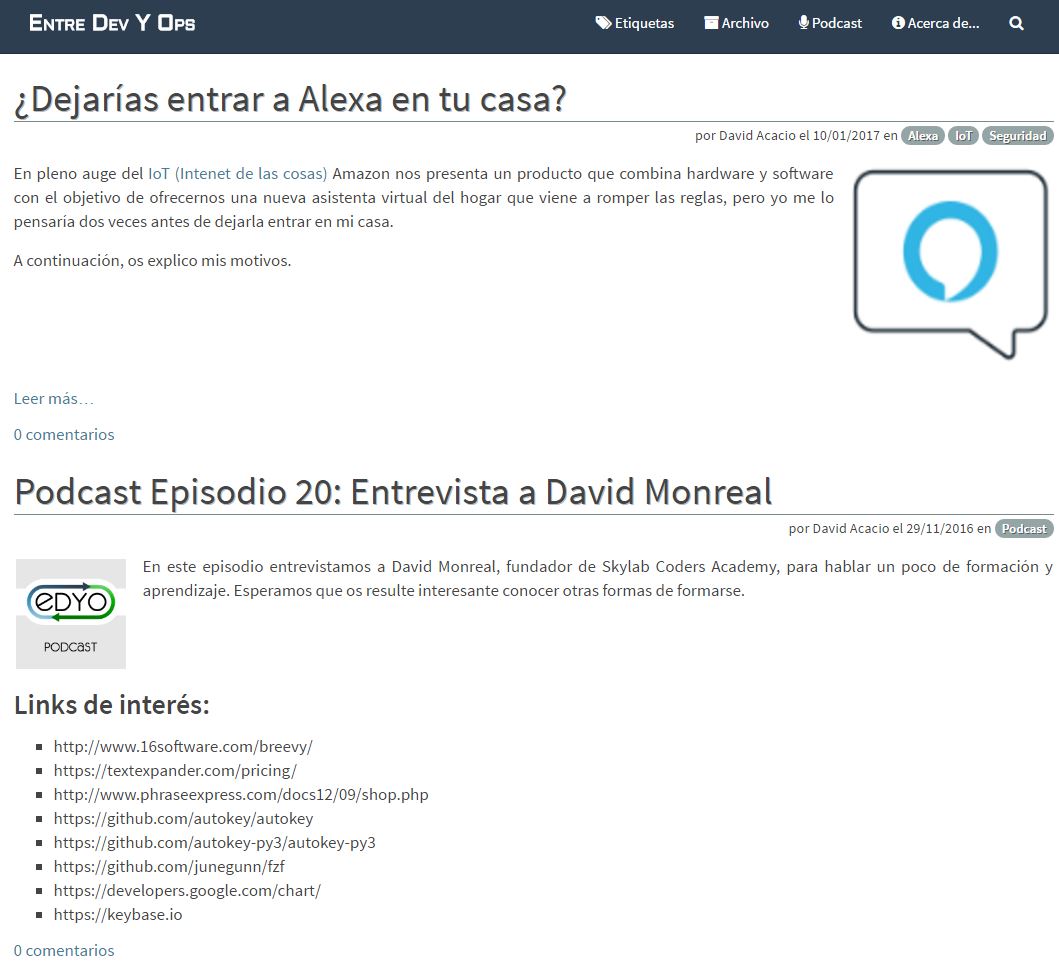 Entre Dev Y Ops
Etiquetas Archivo Podcast Acerca de...
¿Dejarías entrar a Alexa en tu casa?
por David Acacio el 10/01/2017 en Alexa IoT Seguridad
En pleno auge del IoT (Intenet de las cosas) Amazon nos presenta un producto que combina hardware y software
con el objetivo de ofrecernos una nueva asistenta virtual del hogar que viene a romper las reglas, pero yo me lo
pensaría dos veces antes de dejarla entrar en mi casa.
A continuación, os explico mis motivos.
Leer más…
0 comentarios
Podcast Episodio 20: Entrevista a David Monreal
por David Acacio el 29/11/2016 en Podcast
eDYO
PODCAST
En este episodio entrevistamos a David Monreal, fundador de Skylab Coders Academy, para hablar un poco de formación y
aprendizaje. Esperamos que os resulte interesante conocer otras formas de formarse.
Links de interés:
http://www.16software.com/breevy/
https://textexpander.com/pricing/
http://www.phraseexpress.com/docs12/09/shop.php
https://github.com/autokey/autokey
https://github.com/autokey-py3/autokey-py3
https://github.com/junegunn/fzf
https://developers.google.com/chart/
https://keybase.io
0 comentarios